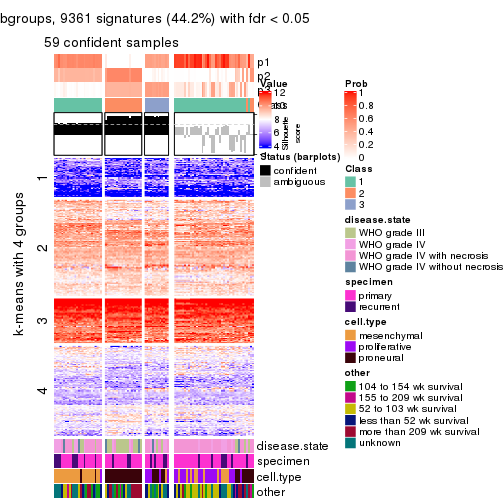 bgroups, 9361 signatures (44.2%) with fdr < 0.05
59 confident samples
p1
p2
p3
Silhouette
score
k-means with 4 groups
1
2
3
4
disease.state
specimen
cell.type
other
Value
12
10
8
6
4
Status (barplots)
confident
ambiguous
Prob
1
0.8
0.6
0.4
0.2
0
Class
1
2
3
disease.state
WHO grade III
WHO grade IV
WHO grade IV with necrosis
WHO grade IV without necrosis
specimen
primary
recurrent
cell.type
mesenchymal
proliferative
proneural
other
104 to 154 wk survival
155 to 209 wk survival
52 to 103 wk survival
less than 52 wk survival
more than 209 wk survival
unknown